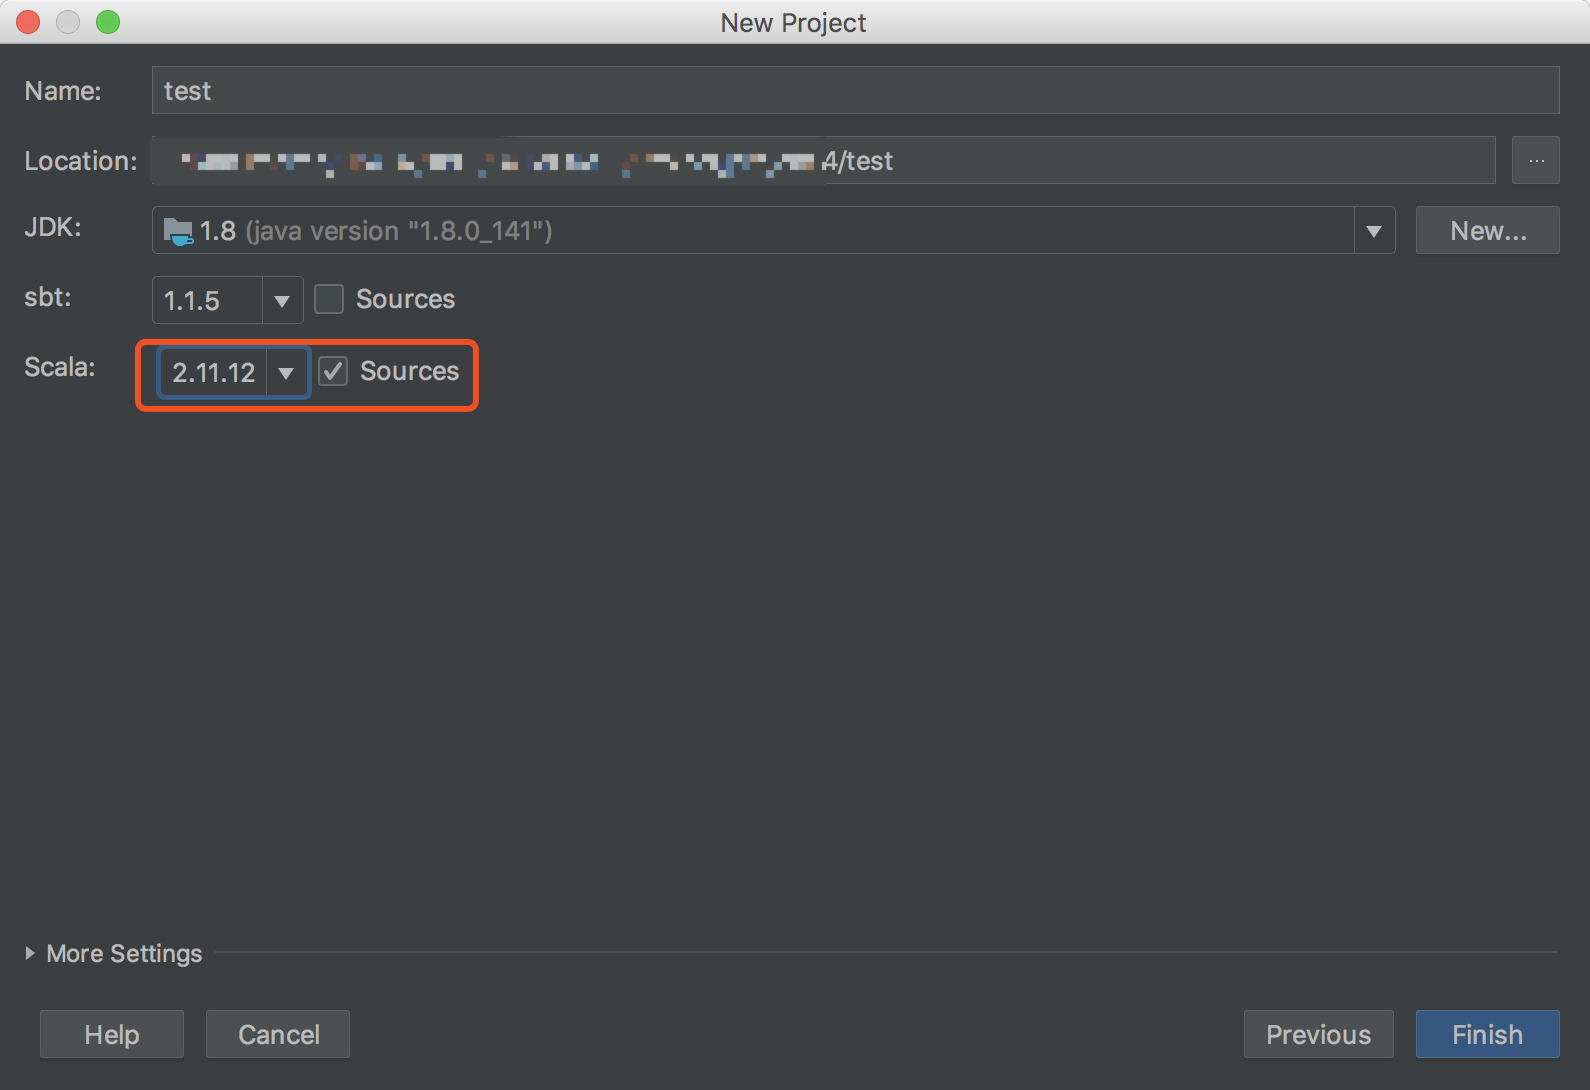 New Project
Name: test
Location: 4/test ...
JDK: 1.8 (java version "1.8.0_141") New...
sbt: 1.1.5 Sources
Scala: 2.11.12 Sources
More Settings
Help Cancel Previous Finish